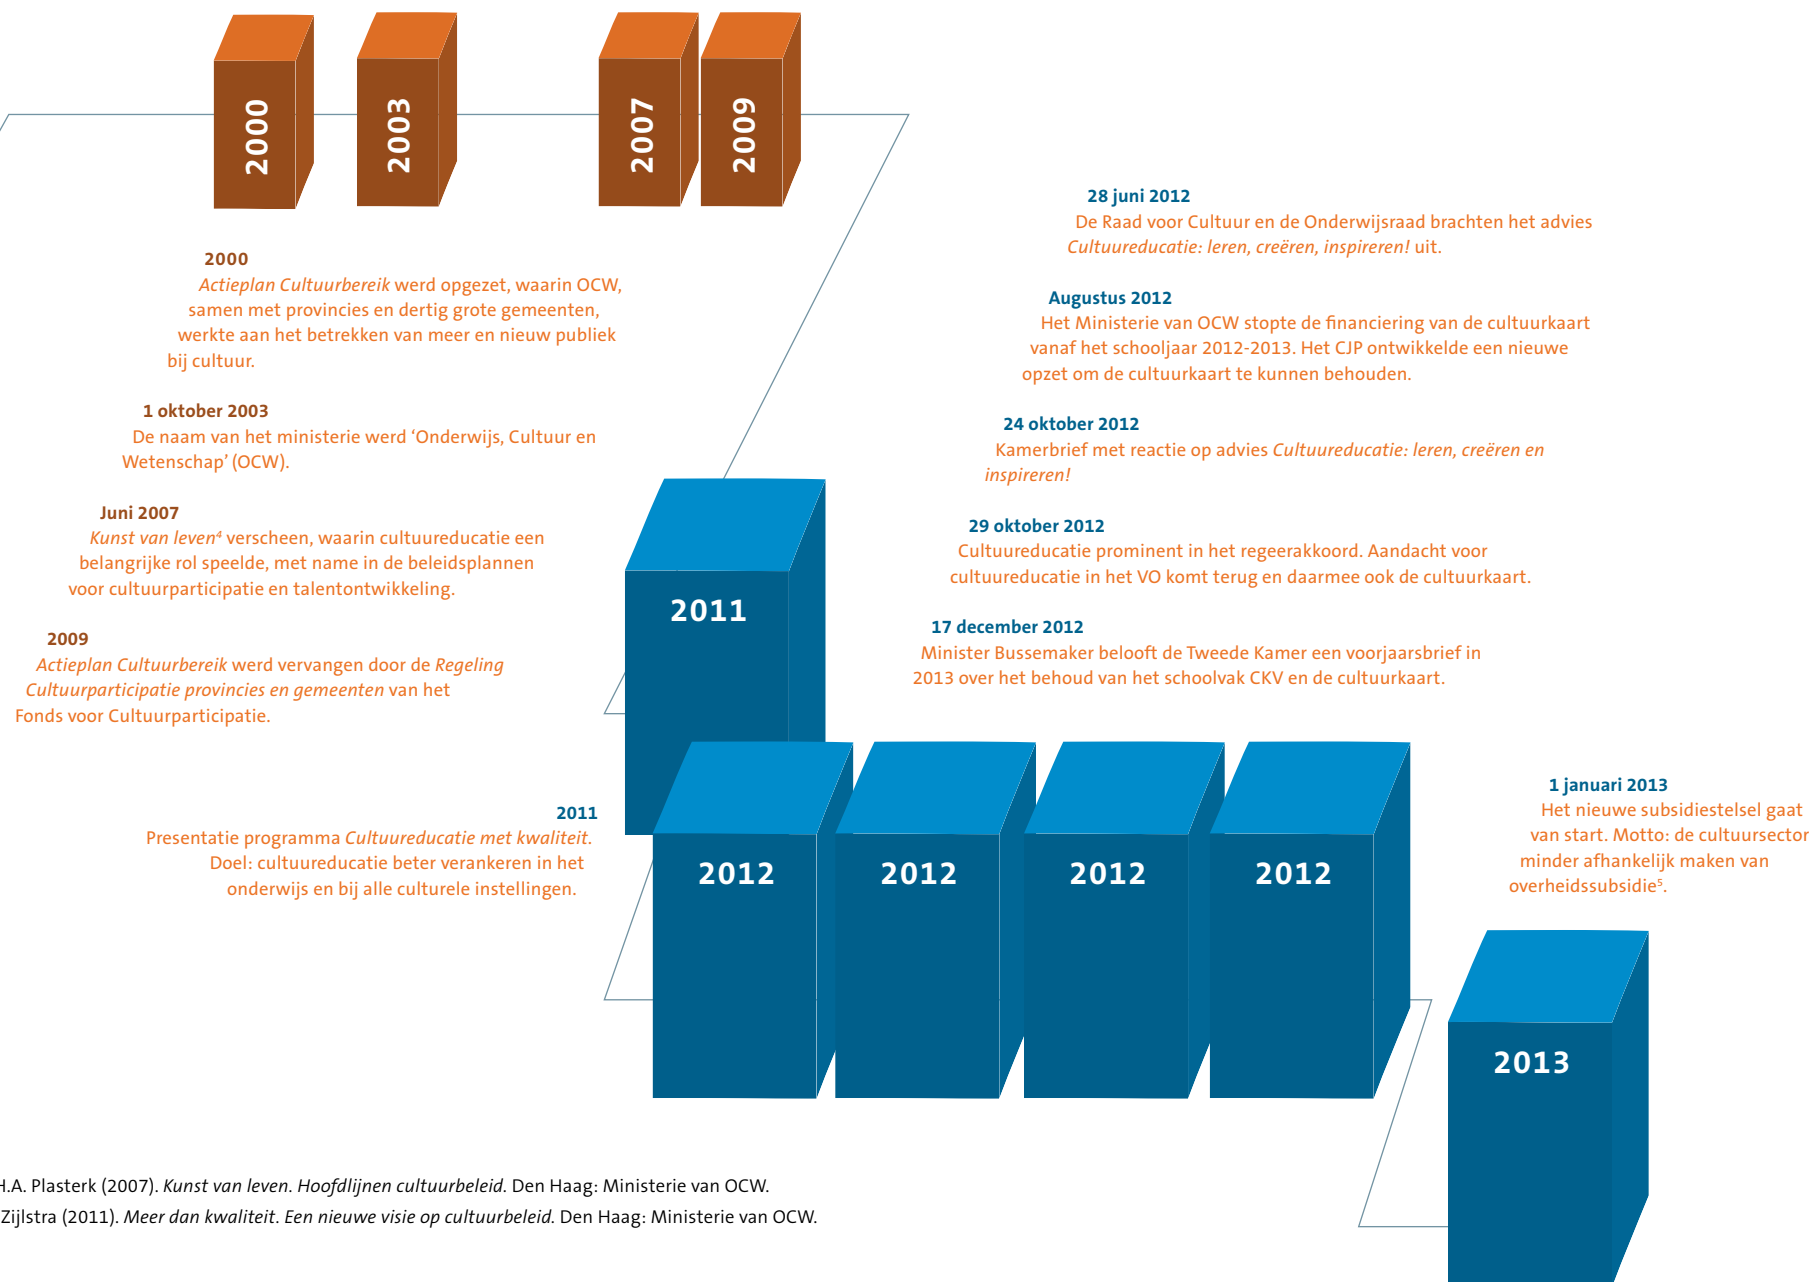 2000
2003
2007
2009
2000
Actieplan Cultuurbereik werd opgezet, waarin OCW,
samen met provincies en dertig grote gemeenten,
werkte aan het betrekken van meer en nieuw publiek
bij cultuur.
1 oktober 2003
De naam van het ministerie werd ‘Onderwijs, Cultuur en
Wetenschap’ (OCW).
Juni 2007
Kunst van leven⁴ verscheen, waarin cultuureducatie een
belangrijke rol speelde, met name in de beleidsplannen
voor cultuurparticipatie en talentontwikkeling.
2009
Actieplan Cultuurbereik werd vervangen door de Regeling
Cultuurparticipatie provincies en gemeenten van het
Fonds voor Cultuurparticipatie.
2011
2011
Presentatie programma Cultuureducatie met kwaliteit.
Doel: cultuureducatie beter verankeren in het
onderwijs en bij alle culturele instellingen.
28 juni 2012
De Raad voor Cultuur en de Onderwijsraad brachten het advies
Cultuureducatie: leren, creëren, inspireren! uit.
Augustus 2012
Het Ministerie van OCW stopte de financiering van de cultuurkaart
vanaf het schooljaar 2012-2013. Het CJP ontwikkelde een nieuwe
opzet om de cultuurkaart te kunnen behouden.
24 oktober 2012
Kamerbrief met reactie op advies Cultuureducatie: leren, creëren en
inspireren!
29 oktober 2012
Cultuureducatie prominent in het regeerakkoord. Aandacht voor
cultuureducatie in het VO komt terug en daarmee ook de cultuurkaart.
17 december 2012
Minister Bussemaker belooft de Tweede Kamer een voorjaarsbrief in
2013 over het behoud van het schoolvak CKV en de cultuurkaart.
2012
2012
2012
2012
1 januari 2013
Het nieuwe subsidiestelsel gaat
van start. Motto: de cultuursector
minder afhankelijk maken van
overheidssubsidie⁵.
2013
H.A. Plasterk (2007). Kunst van leven. Hoofdlijnen cultuurbeleid. Den Haag: Ministerie van OCW.
Zijlstra (2011). Meer dan kwaliteit. Een nieuwe visie op cultuurbeleid. Den Haag: Ministerie van OCW.